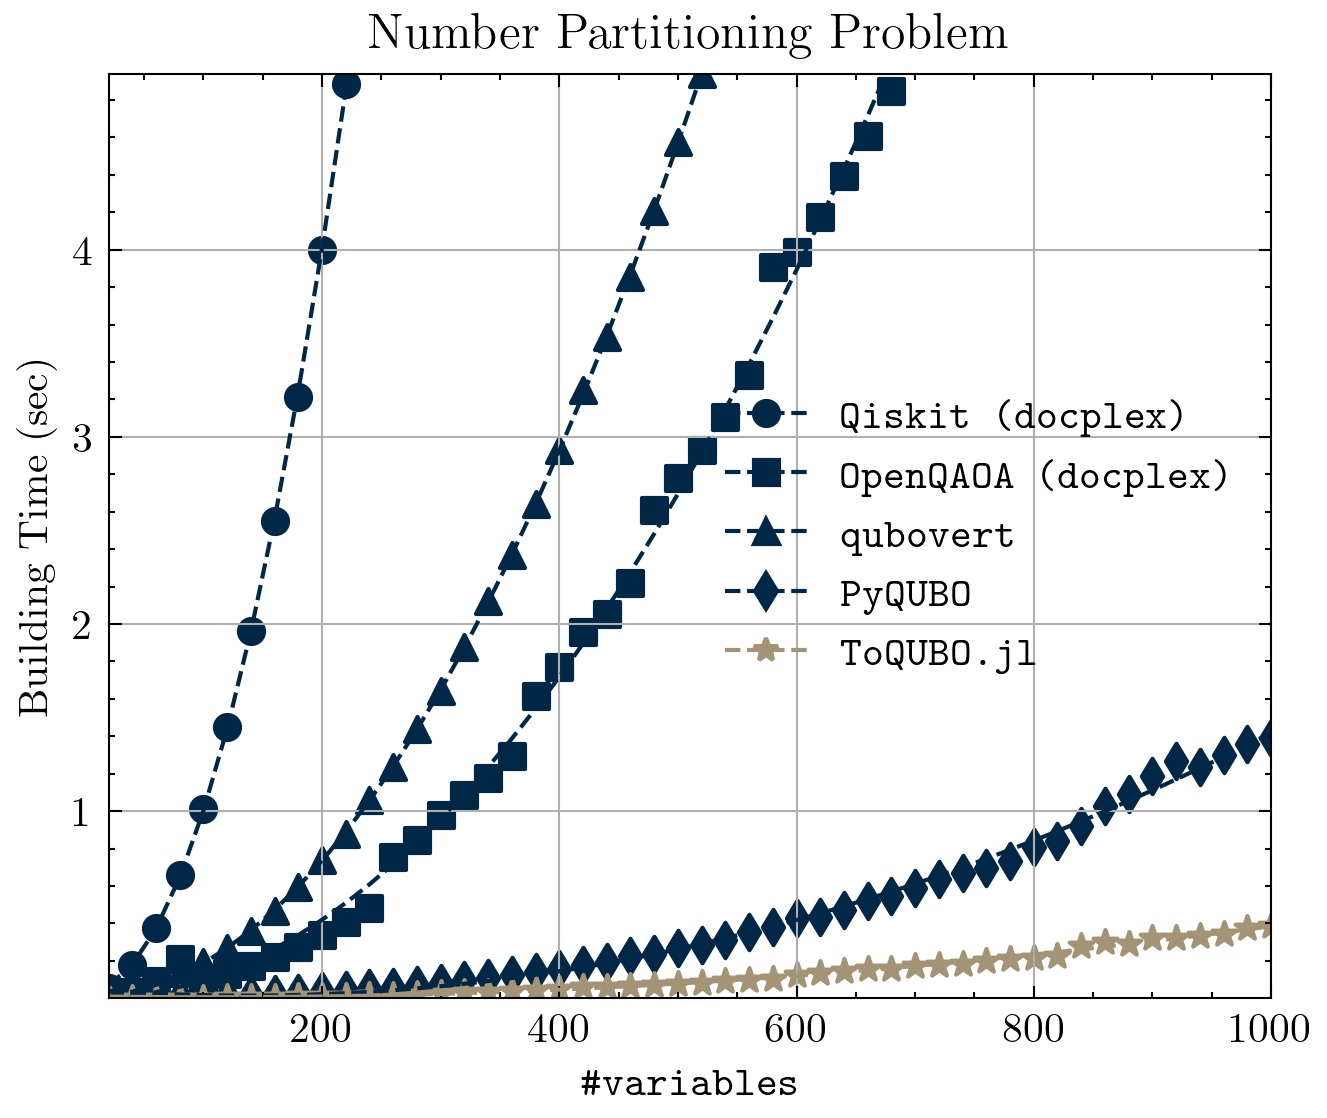 Number Partitioning Problem
Building Time (sec)
4
3
2
1
Qiskit (docplex)
OpenQAOA (docplex)
qubovert
PyQUBO
ToQUBO.jl
200 400 600 800 1000
#variables